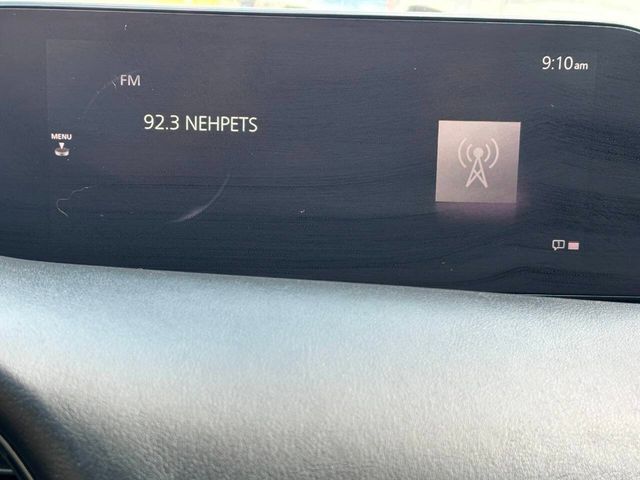 9:10am
FM
92.3 NEHPETS
MENU